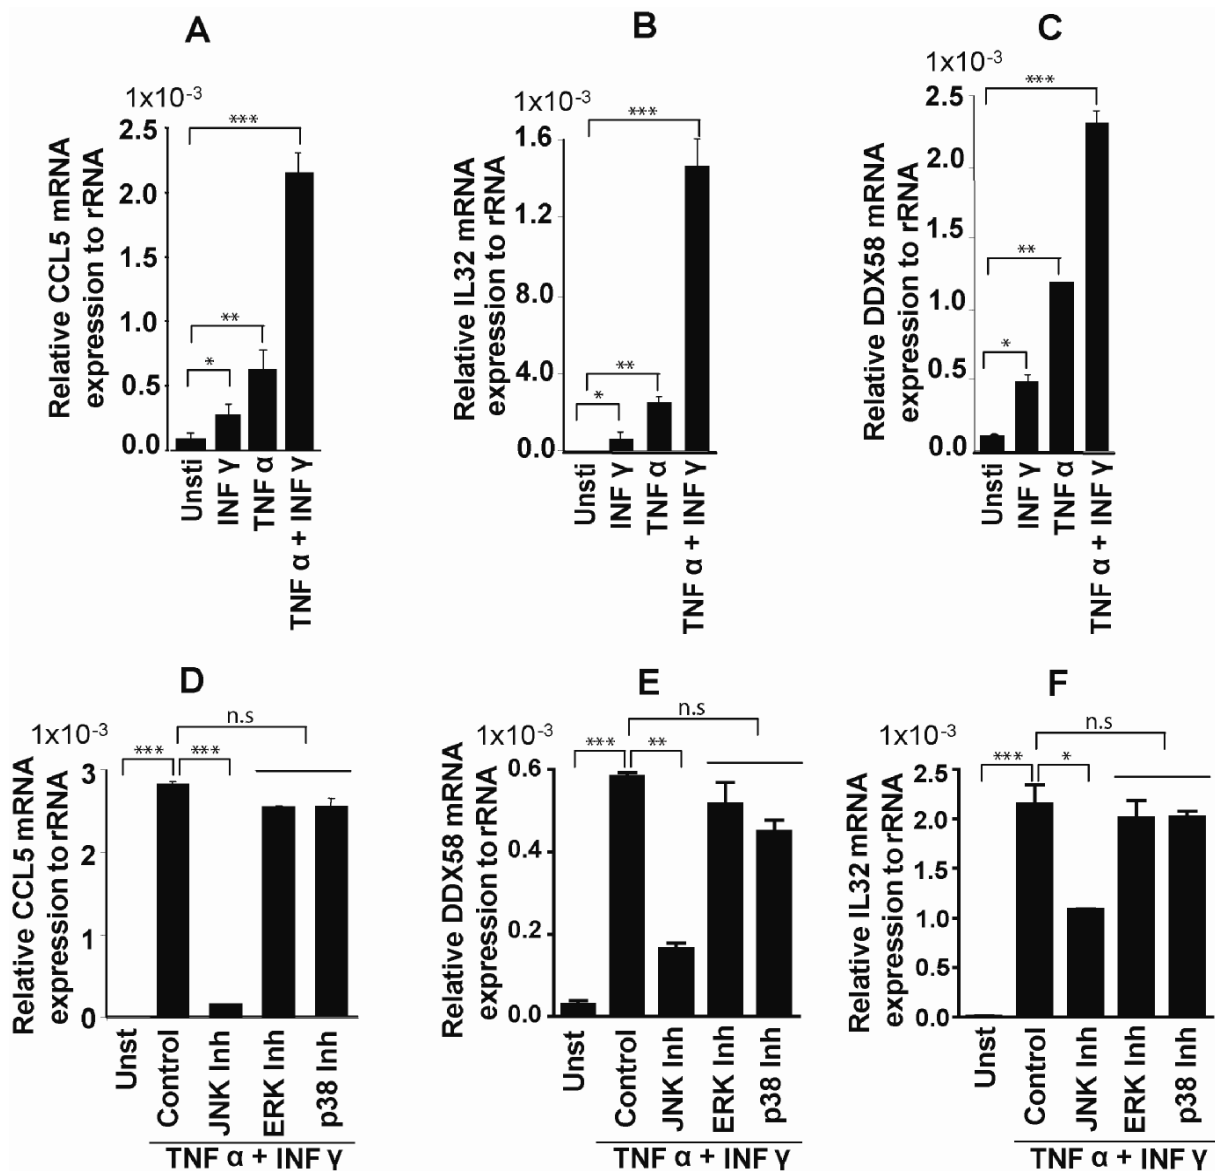 A
1x10-3
Relative CCL5 mRNA
expression to rRNA
2.5
2.0
1.5
1.0
0.5
0.0
***
**
*
Unsti
INF γ
TNF α
TNF α + INF γ
B
1x10-3
Relative IL32 mRNA
expression to rRNA
1.6
1.2
8.0
4.0
0.0
***
**
*
Unsti
INF γ
TNF α
TNF α + INF γ
C
1x10-3
Relative DDX58 mRNA
expression to rRNA
2.5
2.0
1.5
1.0
0.5
0.0
***
**
*
Unsti
INF γ
TNF α
TNF α + INF γ
D
1x10-3
Relative CCL5 mRNA
expression to rRNA
3
2
1
0
n.s
*** ***
Unst
Control
JNK Inh
ERK Inh
p38 Inh
TNF α + INF γ
E
1x10-3
Relative DDX58 mRNA
expression to rRNA
0.6
0.4
0.2
0.0
n.s
*** **
Unst
Control
JNK Inh
ERK Inh
p38 Inh
TNF α + INF γ
F
1x10-3
Relative IL32 mRNA
expression to rRNA
2.5
2.0
1.5
1.0
0.5
0.0
n.s
*** *
Unst
Control
JNK Inh
ERK Inh
p38 Inh
TNF α + INF γ